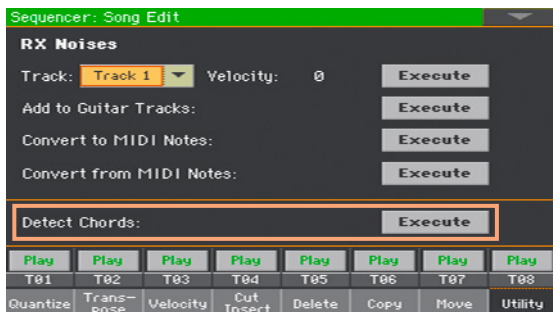 Sequencer: Song Edit
RX Noises
Track: Track 1 Velocity: 0 Execute
Add to Guitar Tracks: Execute
Convert to MIDI Notes: Execute
Convert from MIDI Notes: Execute
Detect Chords: Execute
Play Play Play Play Play Play Play Play
T01 T02 T03 T04 T05 T06 T07 T08
Quantize Trans- Velocity Cut Delete Copy Move Utility
pose Insect